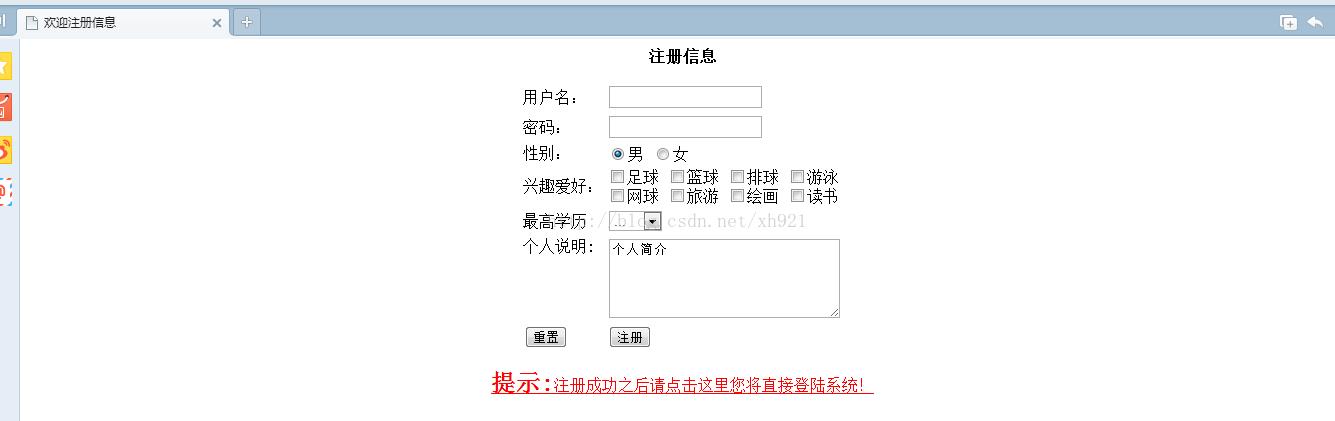 欢迎注册信息
注册信息
用户名：
密码：
性别： 男 女
兴趣爱好： 足球 篮球 排球 游泳
网球 旅游 绘画 读书
最高学历 ...
://blog.csdn.net/xh921
个人说明: 个人简介
重置 注册
提示:注册成功之后请点击这里您将直接登陆系统!